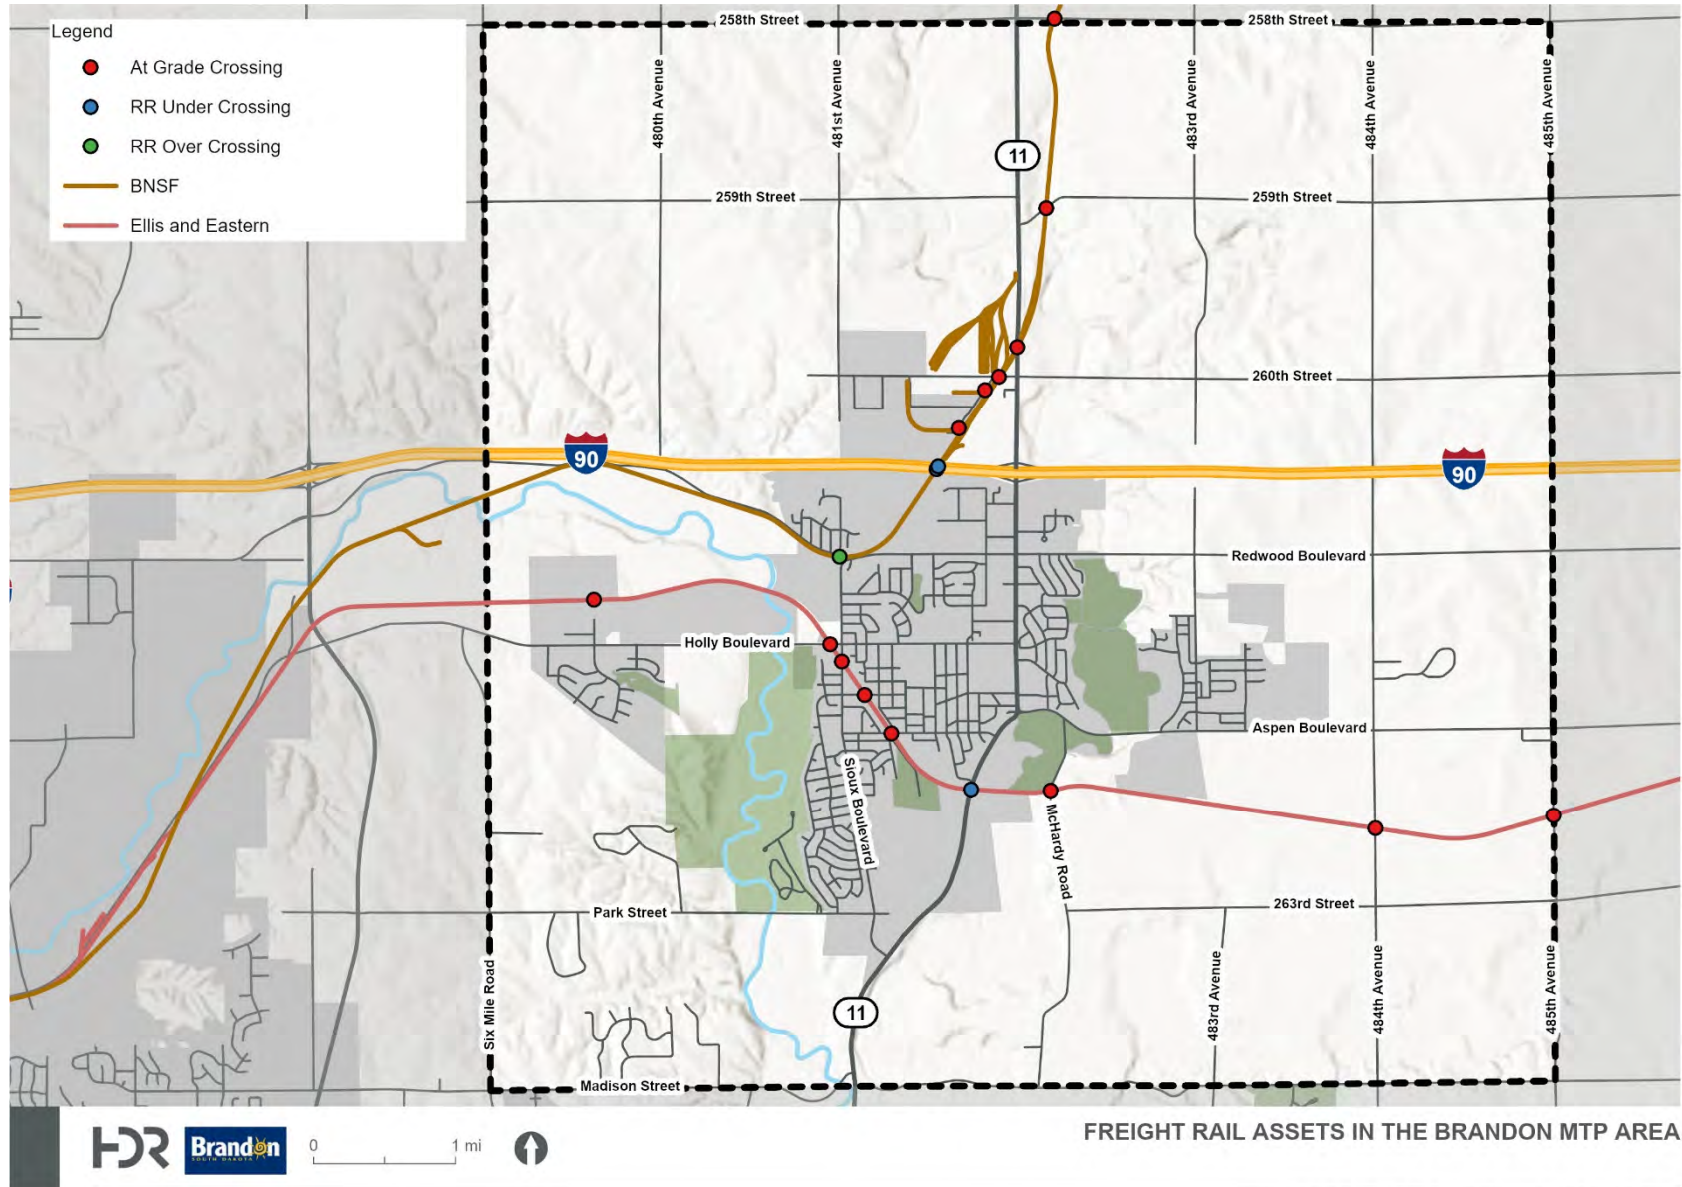 Legend
At Grade Crossing
RR Under Crossing
RR Over Crossing
BNSF
Ellis and Eastern
258th Street
258th Street
480th Avenue
481st Avenue
11
483rd Avenue
484th Avenue
485th Avenue
259th Street
259th Street
260th Street
90
90
Redwood Boulevard
Holly Boulevard
Aspen Boulevard
Sioux Boulevard
McHardy Road
Park Street
263rd Street
Six Mile Road
11
483rd Avenue
484th Avenue
485th Avenue
Madison Street
HDR
Brandon
SOUTH DAKOTA
0 1 mi
FREIGHT RAIL ASSETS IN THE BRANDON MTP AREA